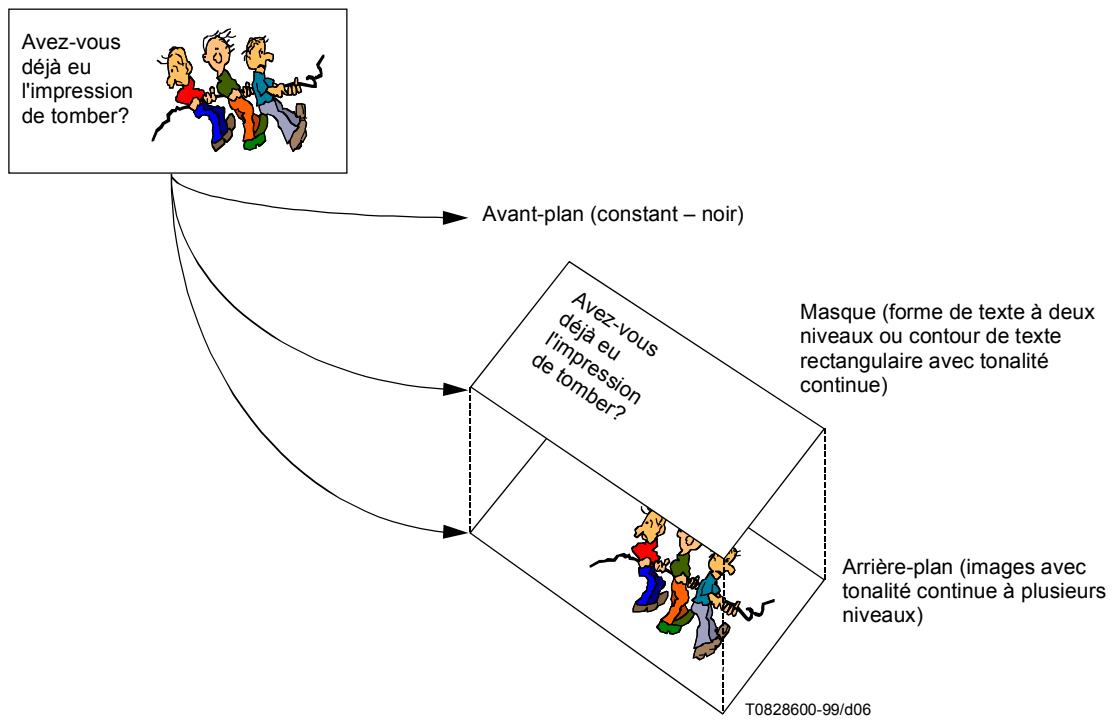 Avez-vous
déjà eu
l'impression
de tomber?
Avant-plan (constant – noir)
Avez-vous
déjà eu
l'impression
de tomber?
Masque (forme de texte à deux
niveaux ou contour de texte
rectangulaire avec tonalité
continue)
Arrière-plan (images avec
tonalité continue à plusieurs
niveaux)
T0828600-99/d06